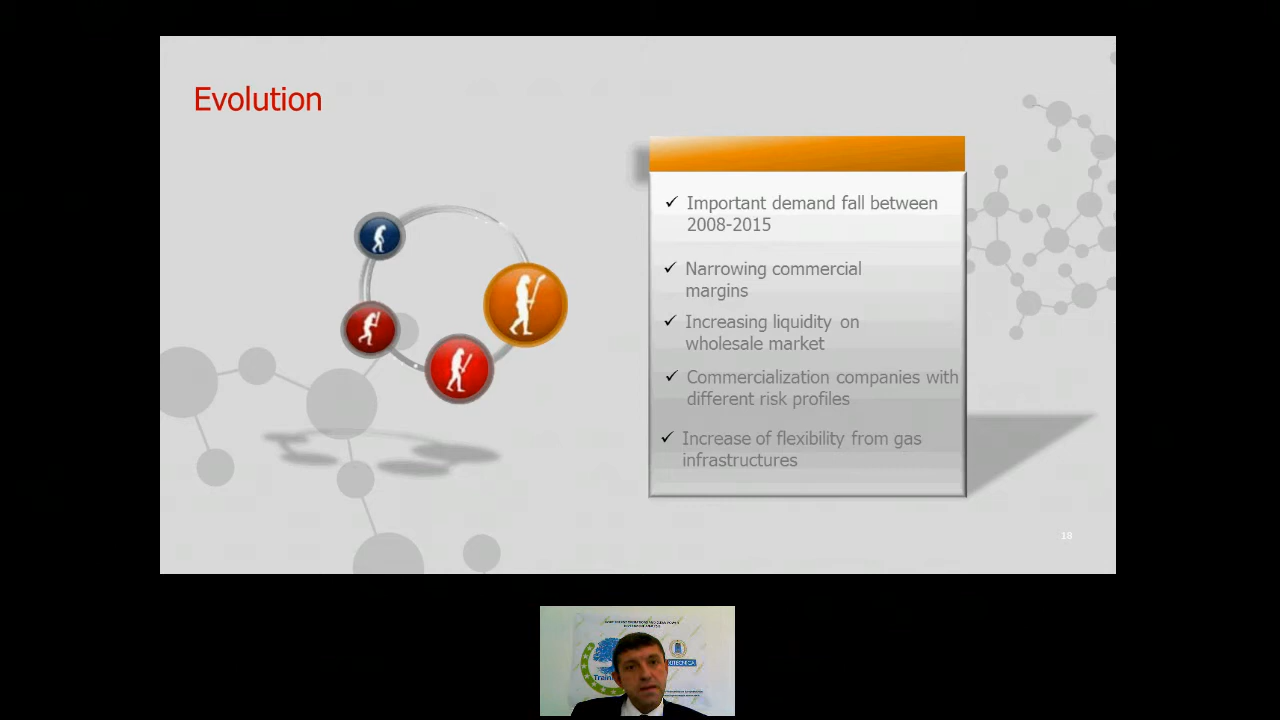 Evolution
Important demand fall between
2008-2015
Narrowing commercial
margins
Increasing liquidity on
wholesale market
Commercialization companies with
different risk profiles
Increase of flexibility from gas
infrastructures
18
Train